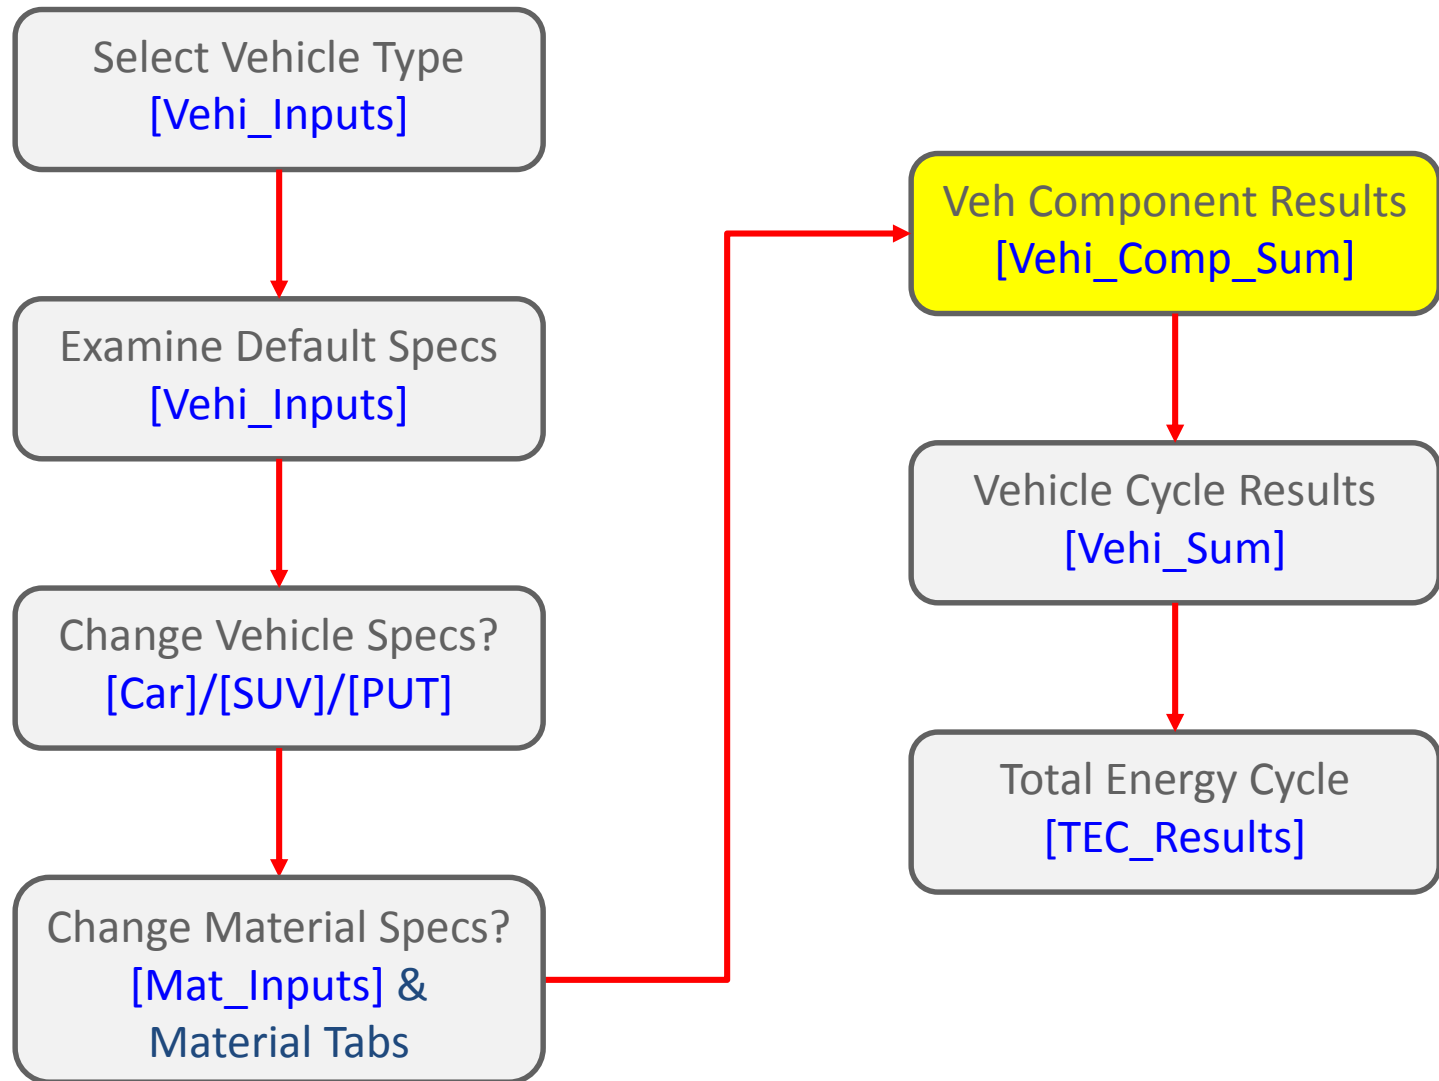 Select Vehicle Type
[Vehi_Inputs]
Examine Default Specs
[Vehi_Inputs]
Change Vehicle Specs?
[Car]/[SUV]/[PUT]
Change Material Specs?
[Mat_Inputs] &
Material Tabs
Veh Component Results
[Vehi_Comp_Sum]
Vehicle Cycle Results
[Vehi_Sum]
Total Energy Cycle
[TEC_Results]